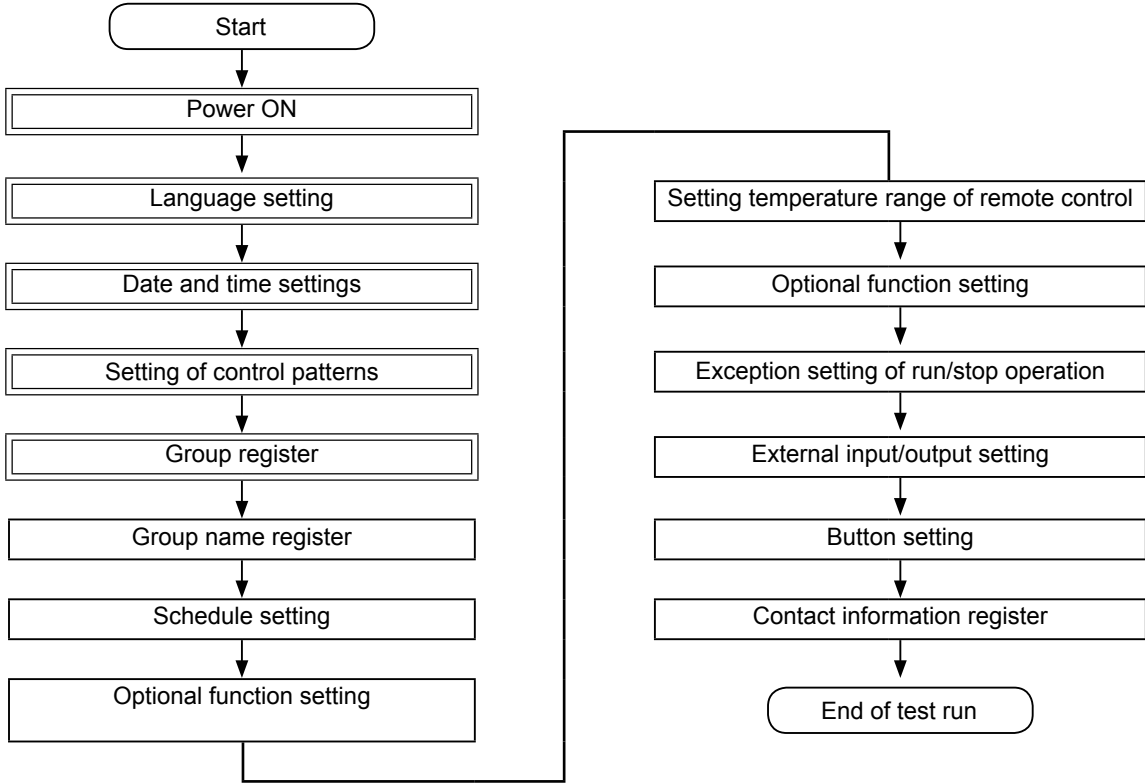 Start
Power ON
Language setting
Date and time settings
Setting of control patterns
Group register
Group name register
Schedule setting
Optional function setting
Setting temperature range of remote control
Optional function setting
Exception setting of run/stop operation
External input/output setting
Button setting
Contact information register
End of test run